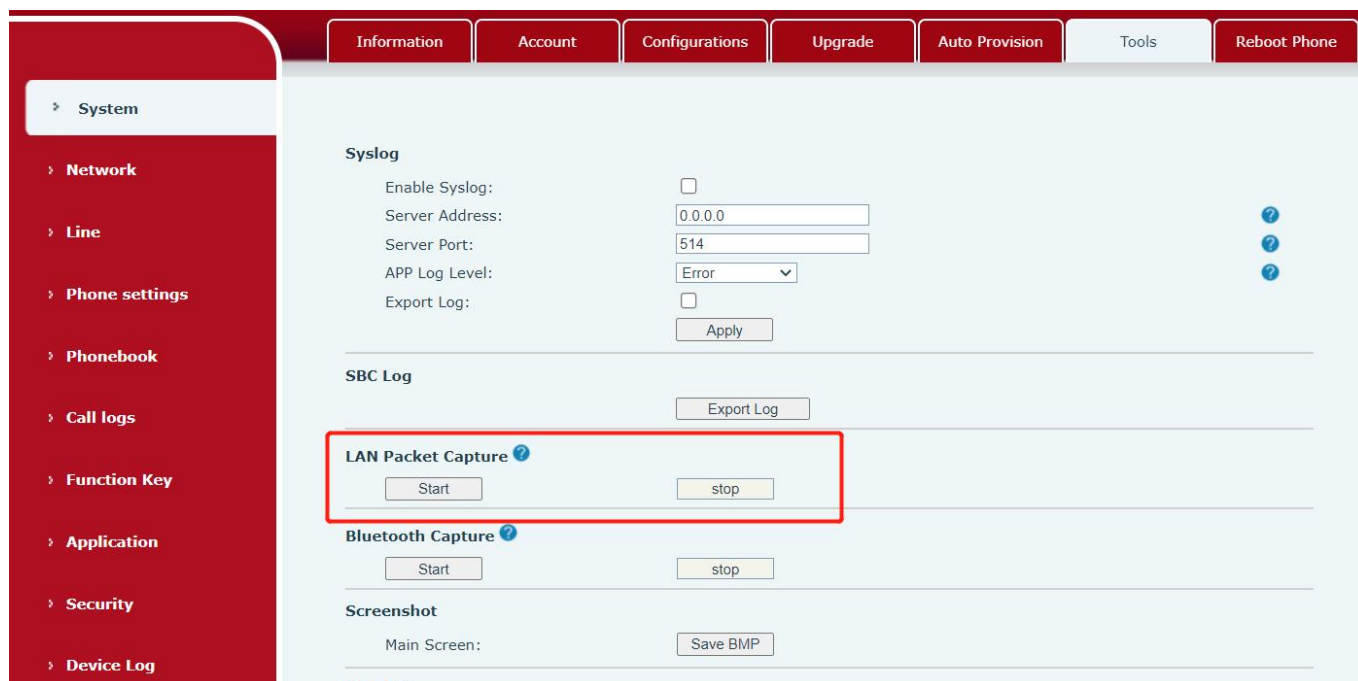 Information Account Configurations Upgrade Auto Provision Tools Reboot Phone
System
Network
Line
Phone settings
Phonebook
Call logs
Function Key
Application
Security
Device Log
Syslog
Enable Syslog:
Server Address: 0.0.0.0
Server Port: 514
APP Log Level: Error
Export Log:
Apply
SBC Log
Export Log
LAN Packet Capture ?
Start stop
Bluetooth Capture ?
Start stop
Screenshot
Main Screen: Save BMP